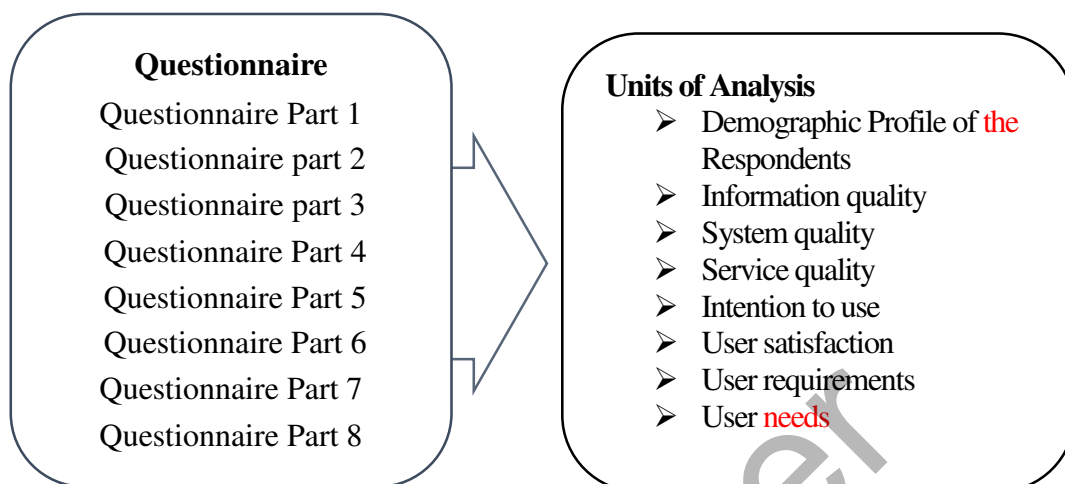 Questionnaire
Questionnaire Part 1
Questionnaire part 2
Questionnaire part 3
Questionnaire Part 4
Questionnaire Part 5
Questionnaire Part 6
Questionnaire Part 7
Questionnaire Part 8
Units of Analysis
➢ Demographic Profile of the
Respondents
➢ Information quality
➢ System quality
➢ Service quality
➢ Intention to use
➢ User satisfaction
➢ User requirements
➢ User needs
er